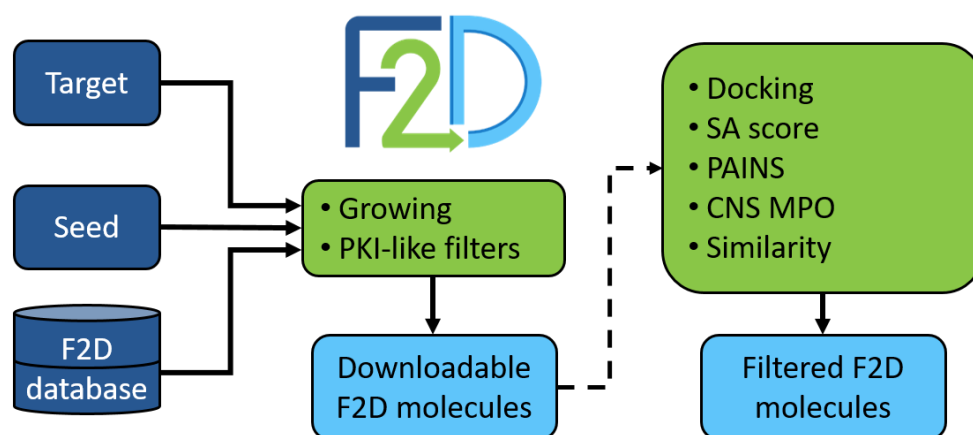 Target
F2D
Seed
F2D
database
• Growing
• PKI-like filters
Downloadable
F2D molecules
• Docking
• SA score
• PAINS
• CNS MPO
• Similarity
Filtered F2D
molecules